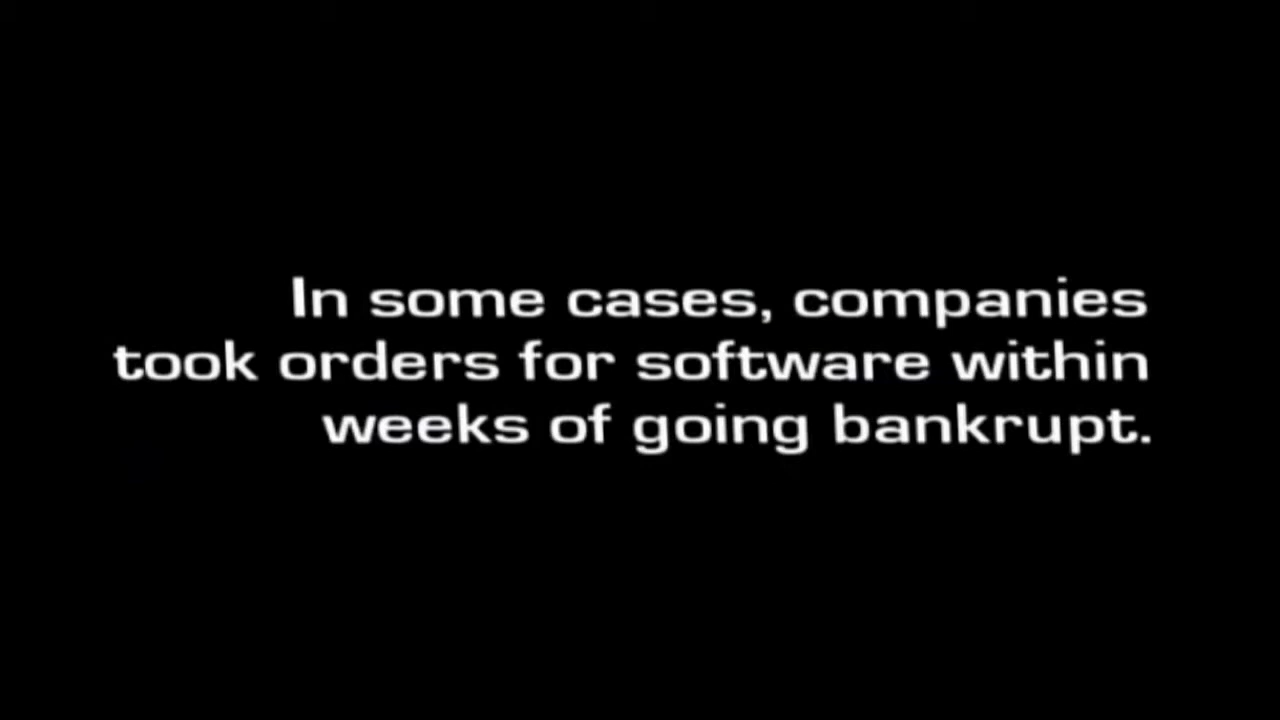 In some cases, companies
took orders for software within
weeks of going bankrupt.